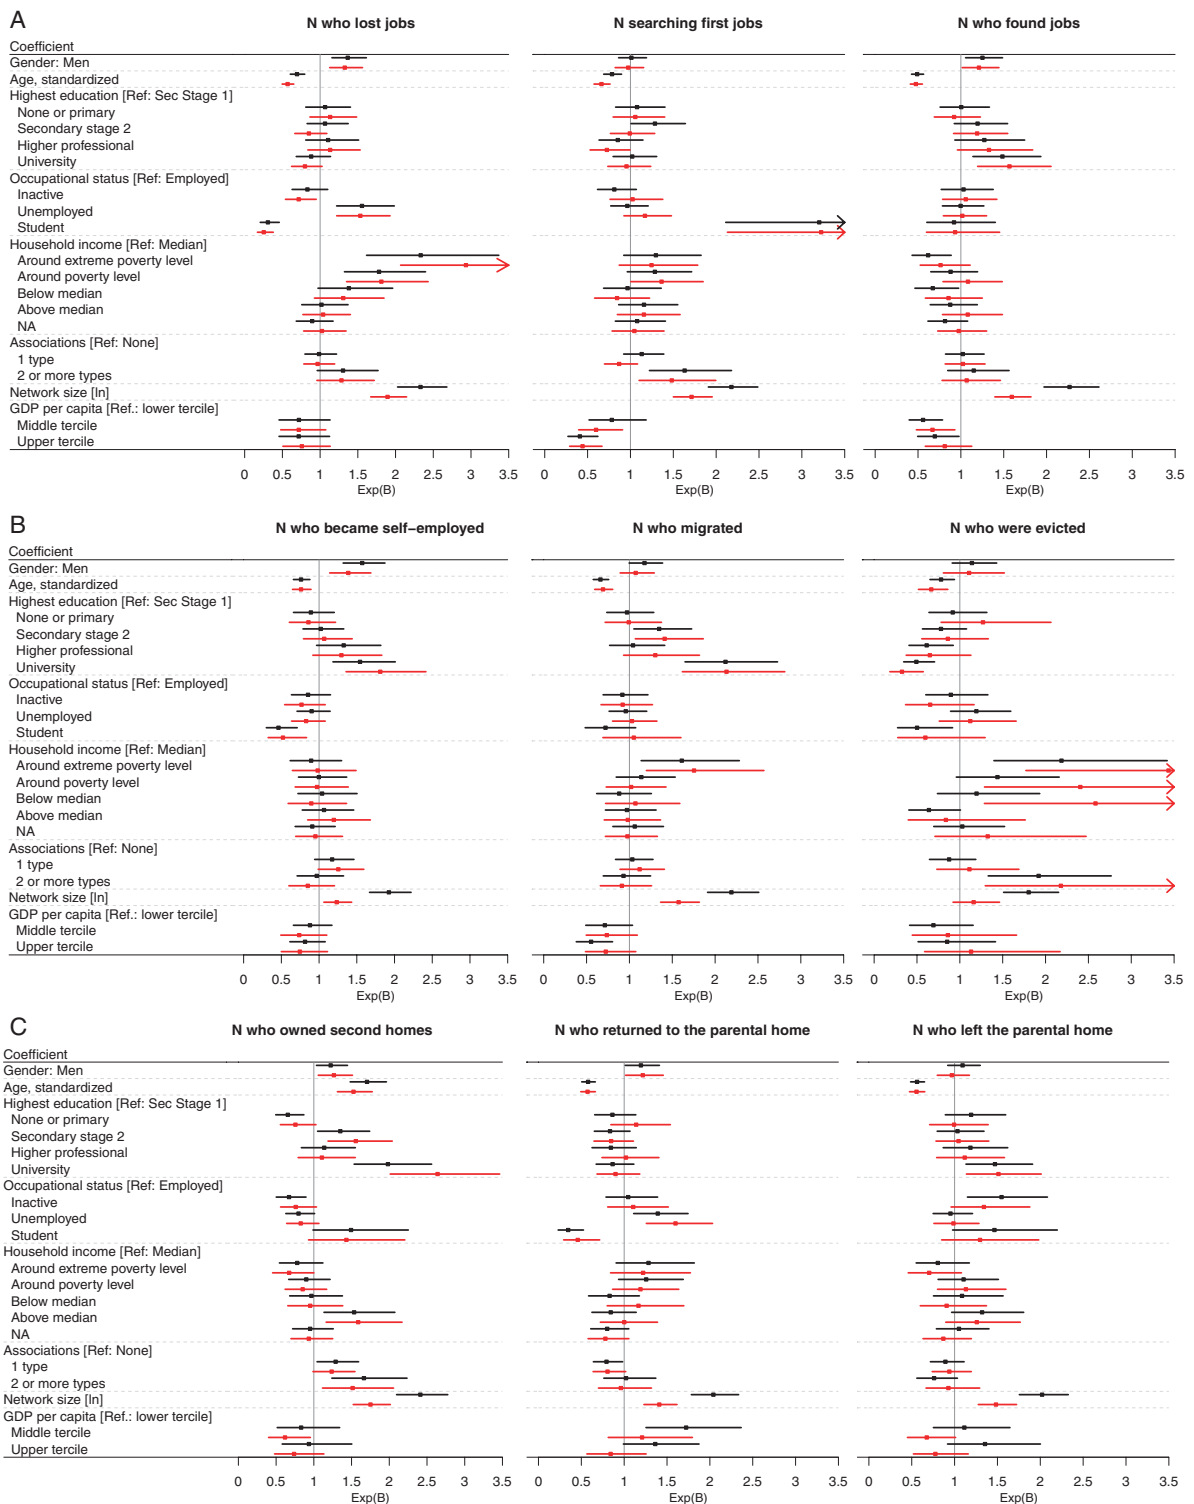 A
N who lost jobs   N searching first jobs   N who found jobs
Coefficient
Gender: Men
Age, standardized
Highest education [Ref: Sec Stage 1]
None or primary
Secondary stage 2
Higher professional
University
Occupational status [Ref: Employed]
Inactive
Unemployed
Student
Household income [Ref: Median]
Around extreme poverty level
Around poverty level
Below median
Above median
NA
Associations [Ref: None]
1 type
2 or more types
Network size [ln]
GDP per capita [Ref.: lower tercile]
Middle tercile
Upper tercile
0 0.5 1 1.5 2 2.5 3 3.5   0 0.5 1 1.5 2 2.5 3 3.5   0 0.5 1 1.5 2 2.5 3 3.5
Exp(B)   Exp(B)   Exp(B)
B
N who became self−employed   N who migrated   N who were evicted
Coefficient
Gender: Men
Age, standardized
Highest education [Ref: Sec Stage 1]
None or primary
Secondary stage 2
Higher professional
University
Occupational status [Ref: Employed]
Inactive
Unemployed
Student
Household income [Ref: Median]
Around extreme poverty level
Around poverty level
Below median
Above median
NA
Associations [Ref: None]
1 type
2 or more types
Network size [ln]
GDP per capita [Ref.: lower tercile]
Middle tercile
Upper tercile
0 0.5 1 1.5 2 2.5 3 3.5   0 0.5 1 1.5 2 2.5 3 3.5   0 0.5 1 1.5 2 2.5 3 3.5
Exp(B)   Exp(B)   Exp(B)
C
N who owned second homes   N who returned to the parental home   N who left the parental home
Coefficient
Gender: Men
Age, standardized
Highest education [Ref: Sec Stage 1]
None or primary
Secondary stage 2
Higher professional
University
Occupational status [Ref: Employed]
Inactive
Unemployed
Student
Household income [Ref: Median]
Around extreme poverty level
Around poverty level
Below median
Above median
NA
Associations [Ref: None]
1 type
2 or more types
Network size [ln]
GDP per capita [Ref.: lower tercile]
Middle tercile
Upper tercile
0 0.5 1 1.5 2 2.5 3 3.5   0 0.5 1 1.5 2 2.5 3 3.5   0 0.5 1 1.5 2 2.5 3 3.5
Exp(B)   Exp(B)   Exp(B)